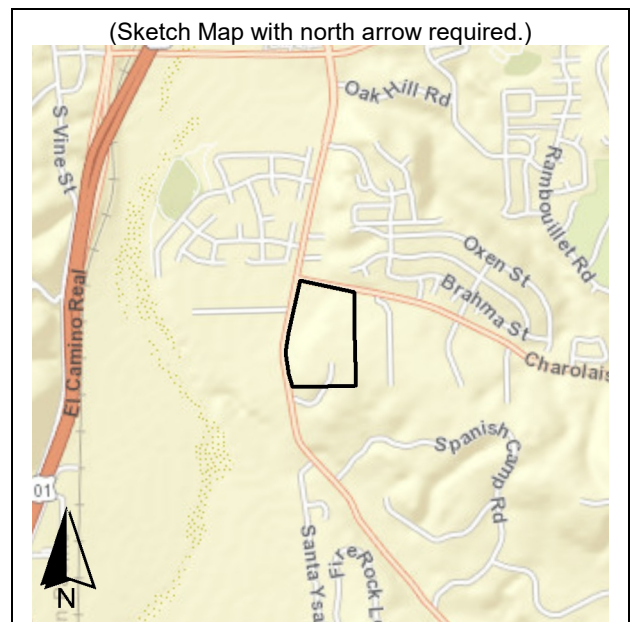 (Sketch Map with north arrow required.)
Oak Hill Rd
S Vine St
Rambouillet Rd
Oxen St
Brahma St
El Camino Real
Charolais
Spanish Camp Rd
01
Santa Ysa
Fire Rock L
N